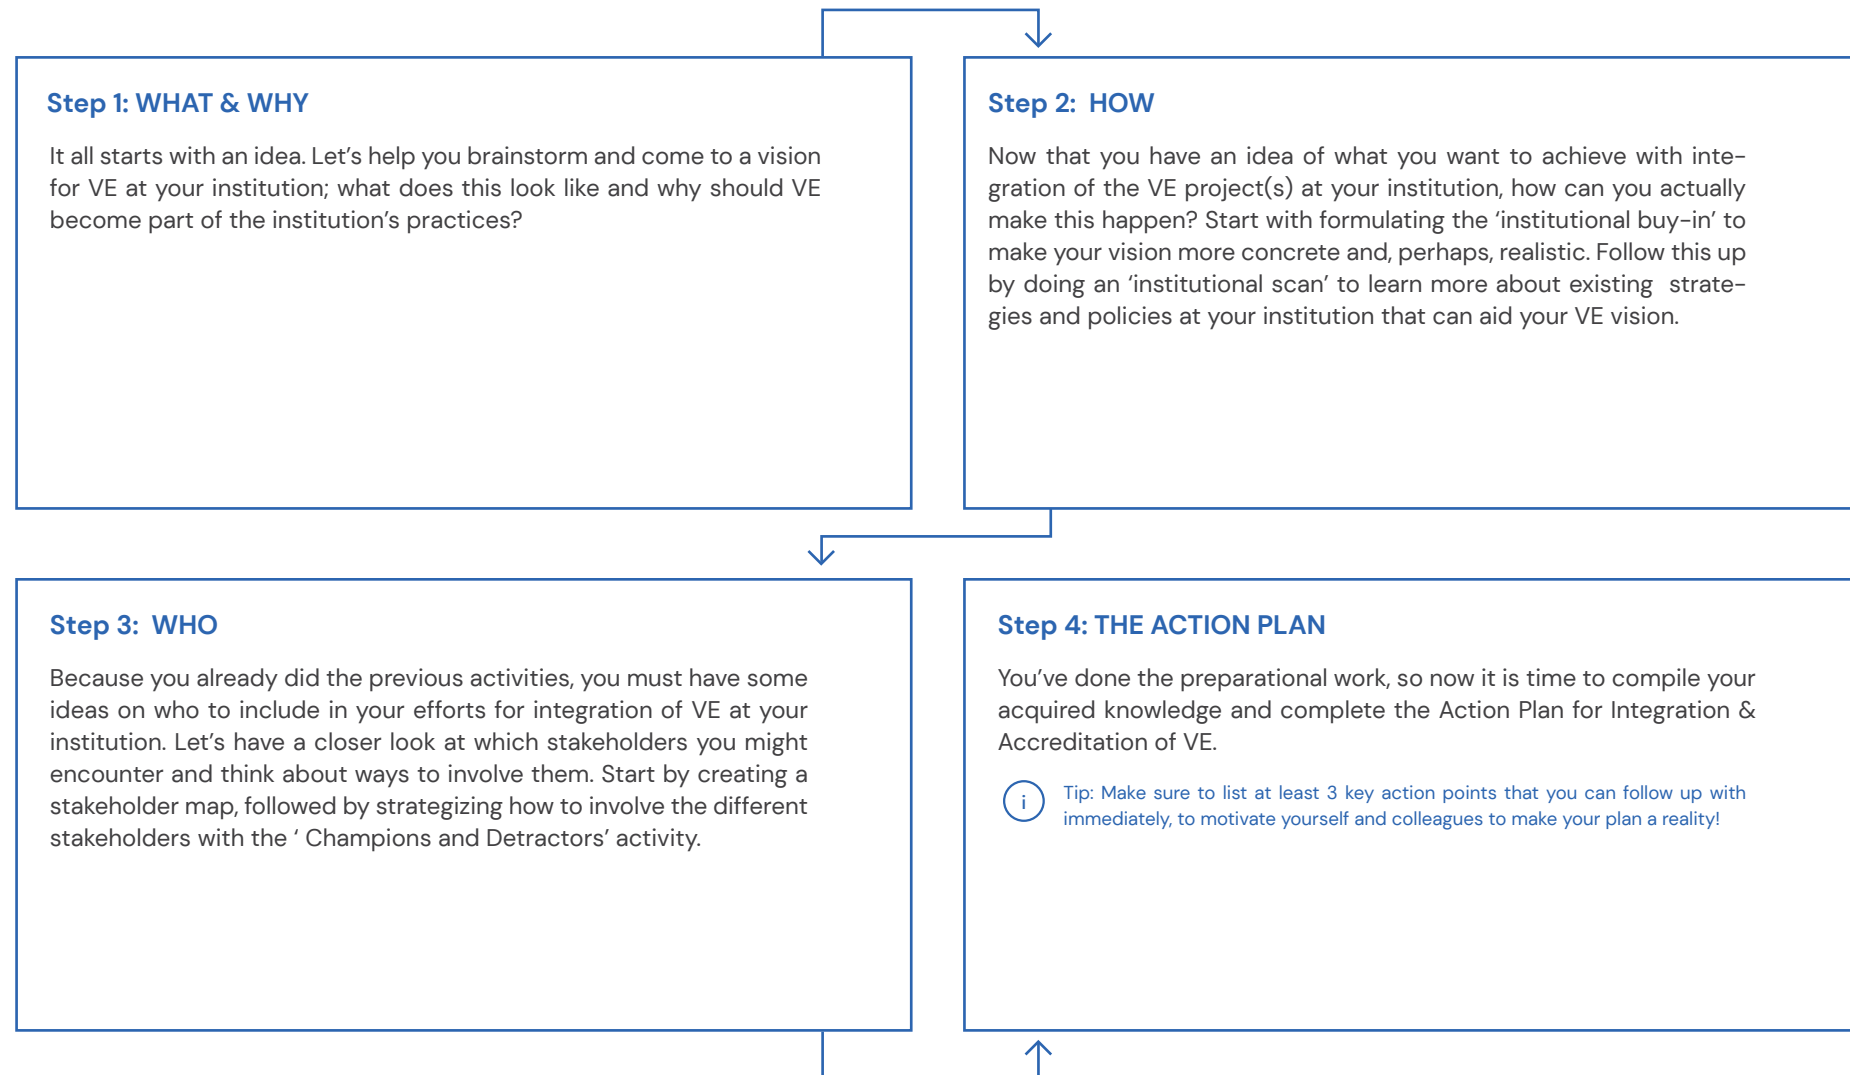 Step 1: WHAT & WHY
It all starts with an idea. Let’s help you brainstorm and come to a vision
for VE at your institution; what does this look like and why should VE
become part of the institution’s practices?
Step 2:  HOW
Now that you have an idea of what you want to achieve with inte-
gration of the VE project(s) at your institution, how can you actually
make this happen? Start with formulating the ‘institutional buy-in’ to
make your vision more concrete and, perhaps, realistic. Follow this up
by doing an ‘institutional scan’ to learn more about existing  strate-
gies and policies at your institution that can aid your VE vision.
Step 3:  WHO
Because you already did the previous activities, you must have some
ideas on who to include in your efforts for integration of VE at your
institution. Let’s have a closer look at which stakeholders you might
encounter and think about ways to involve them. Start by creating a
stakeholder map, followed by strategizing how to involve the different
stakeholders with the ‘ Champions and Detractors’ activity.
Step 4: THE ACTION PLAN
You’ve done the preparational work, so now it is time to compile your
acquired knowledge and complete the Action Plan for Integration &
Accreditation of VE.
i
Tip: Make sure to list at least 3 key action points that you can follow up with
immediately, to motivate yourself and colleagues to make your plan a reality!